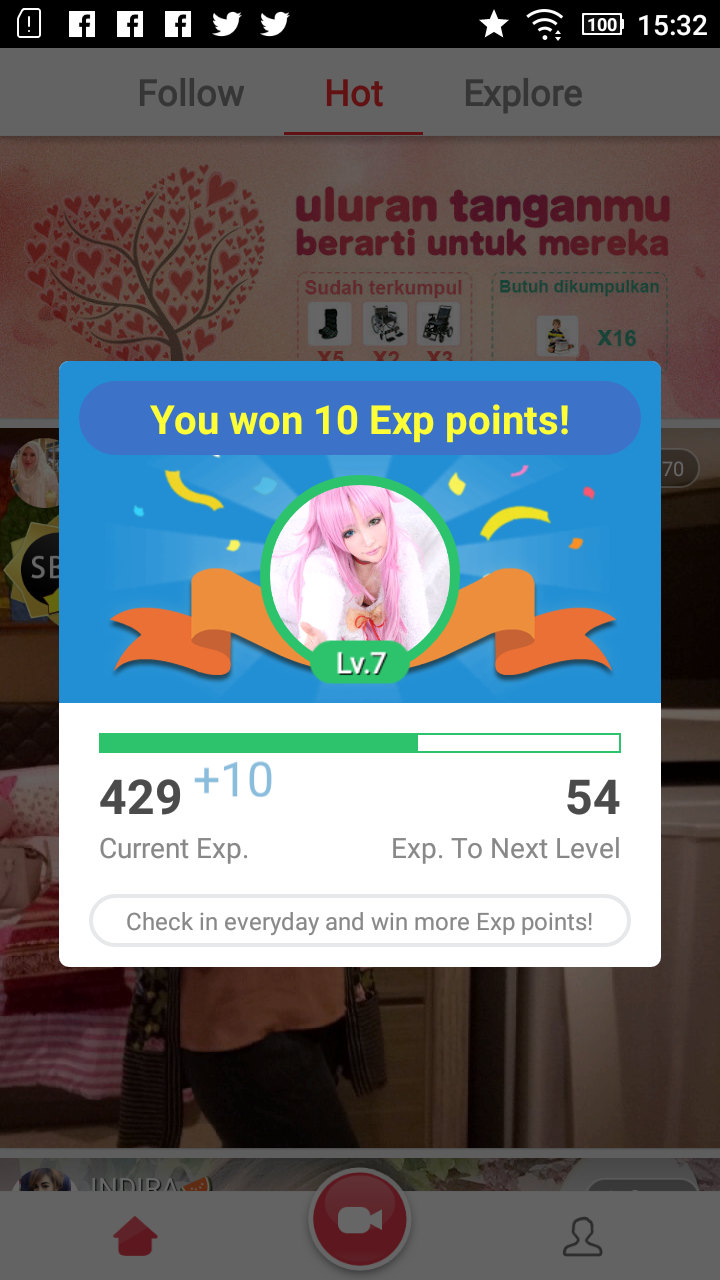 100 15:32
Follow Hot Explore
uluran tanganmu
berarti untuk mereka
Sudah terkumpul Butuh dikumpulkan
X5 X2 X3 X16
You won 10 Exp points!
70
Lv.7
429 +10 54
Current Exp. Exp. To Next Level
Check in everyday and win more Exp points!
INDIRA